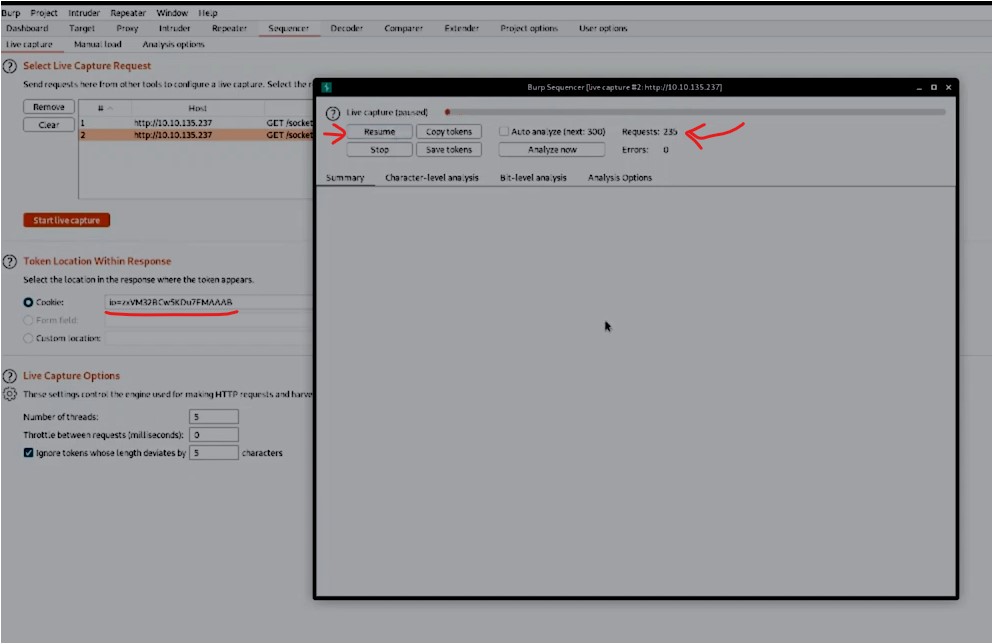 Burp Project Intruder Repeater Window Help
Dashboard Target Proxy Intruder Repeater Sequencer Decoder Comparer Extender Project options User options
Live capture Manual load Analysis options
Select Live Capture Request
Send requests here from other tools to configure a live capture. Select the r
Remove
Clear
# Host
1 http://10.10.135.237 GET /socket
2 http://10.10.135.237 GET /socket
Start live capture
Token Location Within Response
Select the location in the response where the token appears.
Cookie:
Form field:
Custom location:
Live Capture Options
These settings control the engine used for making HTTP requests and harve
Number of threads: 5
Throttle between requests (milliseconds): 0
Ignore tokens whose length deviates by 5 characters
Burp Sequencer [live capture #2: http://10.10.135.237]
Live capture (paused)
Resume Copy tokens Auto analyze (next: 300) Requests: 235
Stop Save tokens Analyze now Errors: 0
Summary Character-level analysis Bit-level analysis Analysis Options